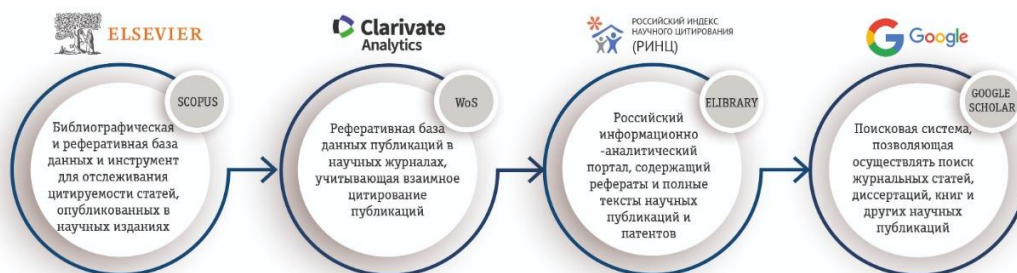 ELSEVIER
SCOPUS
Библиографическая
и реферативная база
данных и инструмент
для отслеживания
цитируемости статей,
опубликованных в
научных изданиях
Clarivate
Analytics
WoS
Реферативная база
данных публикаций в
научных журналах,
учитывающая взаимное
цитирование
публикаций
РОССИЙСКИЙ ИНДЕКС
НАУЧНОГО ЦИТИРОВАНИЯ
(РИНЦ)
ELIBRARY
Российский
информационно
-аналитический
портал, содержащий
рефераты и полные
тексты научных
публикаций и
патентов
Google
GOOGLE
SCHOLAR
Поисковая система,
позволяющая
осуществлять поиск
журнальных статей,
диссертаций, книг и
других научных
публикаций